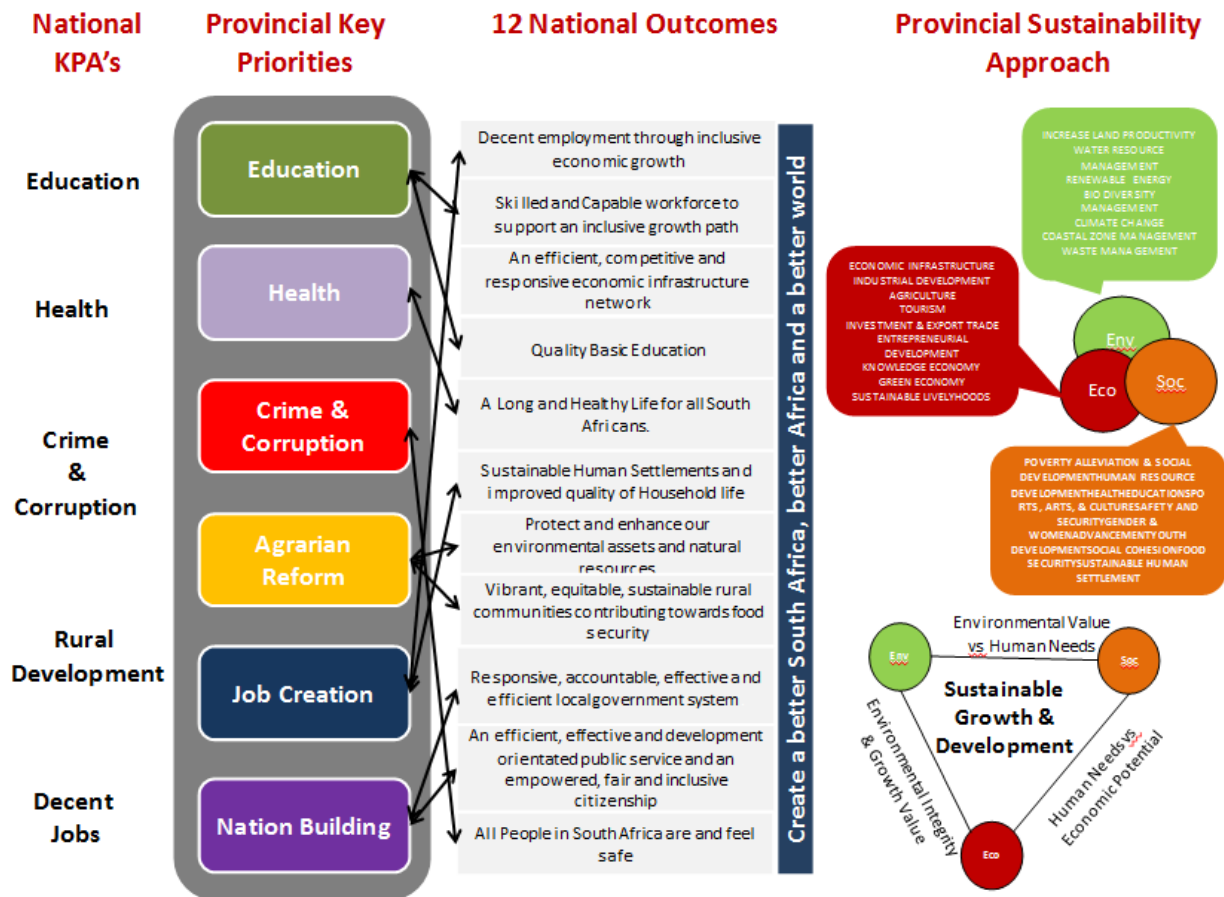 National
KPA's
Education
Health
Crime
&
Corruption
Rural
Development
Decent
Jobs
Provincial Key
Priorities
Education
Health
Crime &
Corruption
Agrarian
Reform
Job Creation
Nation Building
12 National Outcomes
Decent employment through inclusive
economic growth
Skilled and Capable workforce to
support an inclusive growth path
An efficient, competitive and
responsive economic infrastructure
network
Quality Basic Education
A Long and Healthy Life for all South
Africans.
Sustainable Human Settlements and
improved quality of Household life
Protect and enhance our
environmental assets and natural
resources
Vibrant, equitable, sustainable rural
communities contributing towards food
security
Responsive, accountable, effective and
efficient local government system
An efficient, effective and development
orientated public service and an
empowered, fair and inclusive
citizenship
All People in South Africa are and feel
safe
Create a better South Africa, better Africa and a better world
Provincial Sustainability
Approach
INCREASE LAND PRODUCTIVITY
WATER RESOURCE
MANAGEMENT
RENEWABLE ENERGY
BIO DIVERSITY
MANAGEMENT
CLIMATE CHANGE
COASTAL ZONE MANAGEMENT
WASTE MANAGEMENT
ECONOMIC INFRASTRUCTURE
INDUSTRIAL DEVELOPMENT
AGRICULTURE
TOURISM
INVESTMENT & EXPORT TRADE
ENTREPRENEURIAL
DEVELOPMENT
KNOWLEDGE ECONOMY
GREEN ECONOMY
SUSTAINABLE LIVELYHOODS
Env
Eco
Soc
POVERTY ALLEVIATION & SOCIAL
DEVELOPMENTHUMAN RESOURCE
DEVELOPMENTHEALTHEDUCATIONSPO
RTS, ARTS, & CULTURESAFETY AND
SECURITYGENDER &
WOMENADVANCEMENTYOUTH
DEVELOPMENTSOCIAL COHESIONFOOD
SECURITYSUSTAINABLE HUMAN
SETTLEMENT
Environmental Value
vs Human Needs
Env
Soc
Sustainable
Growth &
Development
Environmental Integrity
& Growth Value
Human Needs vs
Economic Potential
Eco